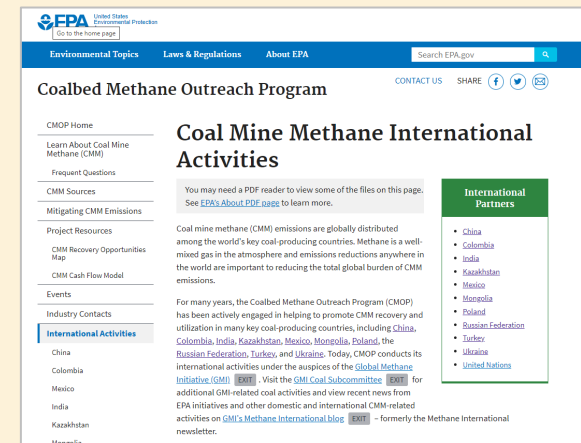 EPA United States
Environmental Protection
Go to the home page
Environmental Topics Laws & Regulations About EPA Search EPA.gov
Coalbed Methane Outreach Program
CONTACT US SHARE
CMOP Home
Learn About Coal Mine
Methane (CMM)
Frequent Questions
CMM Sources
Mitigating CMM Emissions
Project Resources
CMM Recovery Opportunities
Map
CMM Cash Flow Model
Events
Industry Contacts
International Activities
China
Colombia
Mexico
India
Kazakhstan
Mongolia
Coal Mine Methane International
Activities
You may need a PDF reader to view some of the files on this page.
See EPA's About PDF page to learn more.
Coal mine methane (CMM) emissions are globally distributed
among the world's key coal-producing countries. Methane is a well-
mixed gas in the atmosphere and emissions reductions anywhere in
the world are important to reducing the total global burden of CMM
emissions.
For many years, the Coalbed Methane Outreach Program (CMOP)
has been actively engaged in helping to promote CMM recovery and
utilization in many key coal-producing countries, including China,
Colombia, India, Kazakhstan, Mexico, Mongolia, Poland, the
Russian Federation, Turkey, and Ukraine. Today, CMOP conducts its
international activities under the auspices of the Global Methane
Initiative (GMI) EXIT . Visit the GMI Coal Subcommittee EXIT for
additional GMI-related coal activities and view recent news from
EPA initiatives and other domestic and international CMM-related
activities on GMI's Methane International blog EXIT – formerly the Methane International
newsletter.
International
Partners
China
Colombia
India
Kazakhstan
Mexico
Mongolia
Poland
Russian Federation
Turkey
Ukraine
United Nations